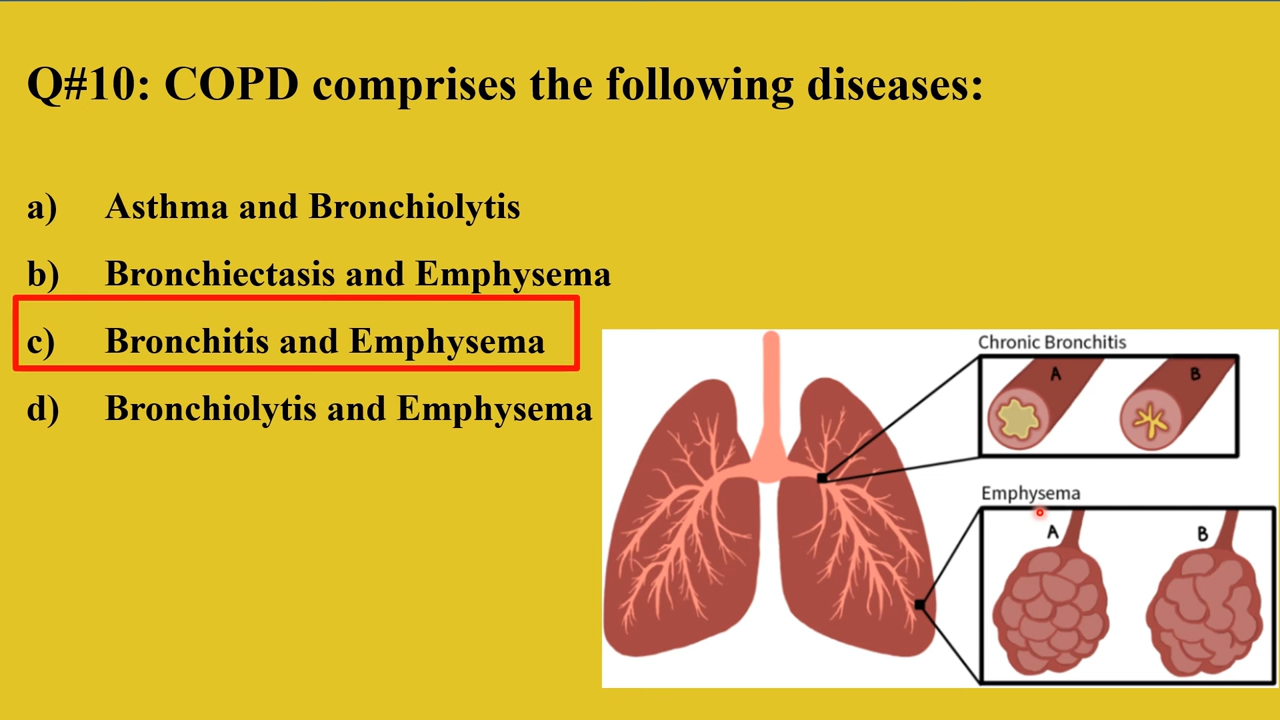 Q#10: COPD comprises the following diseases:
a) Asthma and Bronchiolytis
b) Bronchiectasis and Emphysema
c) Bronchitis and Emphysema
d) Bronchiolytis and Emphysema
Chronic Bronchitis
A B
Emphysema
A B